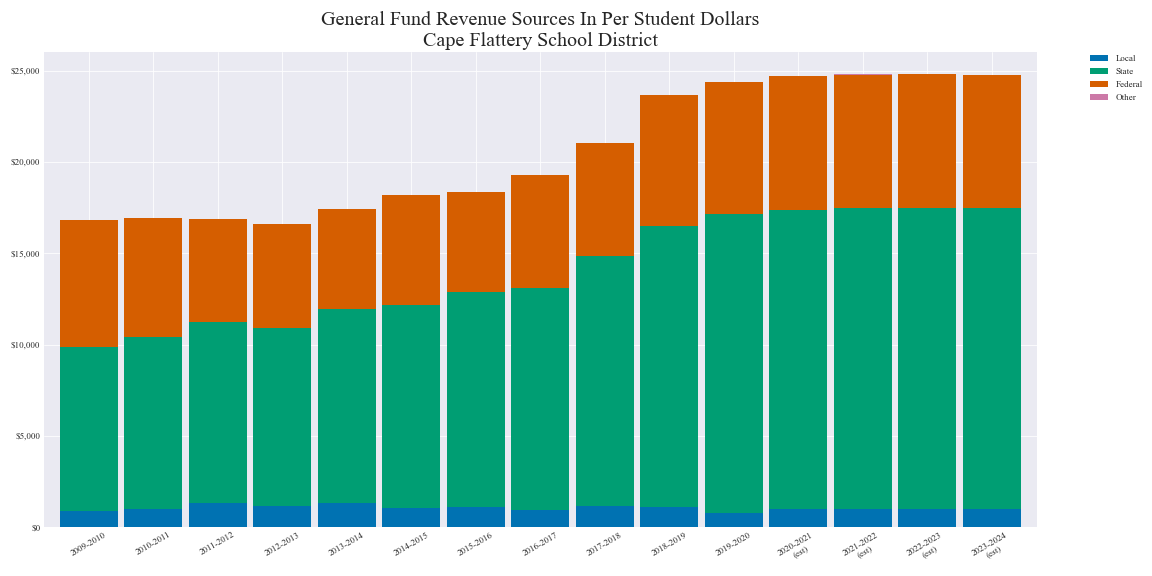 General Fund Revenue Sources In Per Student Dollars
Cape Flattery School District
Local
State
Federal
Other
$25,000
$20,000
$15,000
$10,000
$5,000
$0
2009-2010
2010-2011
2011-2012
2012-2013
2013-2014
2014-2015
2015-2016
2016-2017
2017-2018
2018-2019
2019-2020
2020-2021
(est)
2021-2022
(est)
2022-2023
(est)
2023-2024
(est)